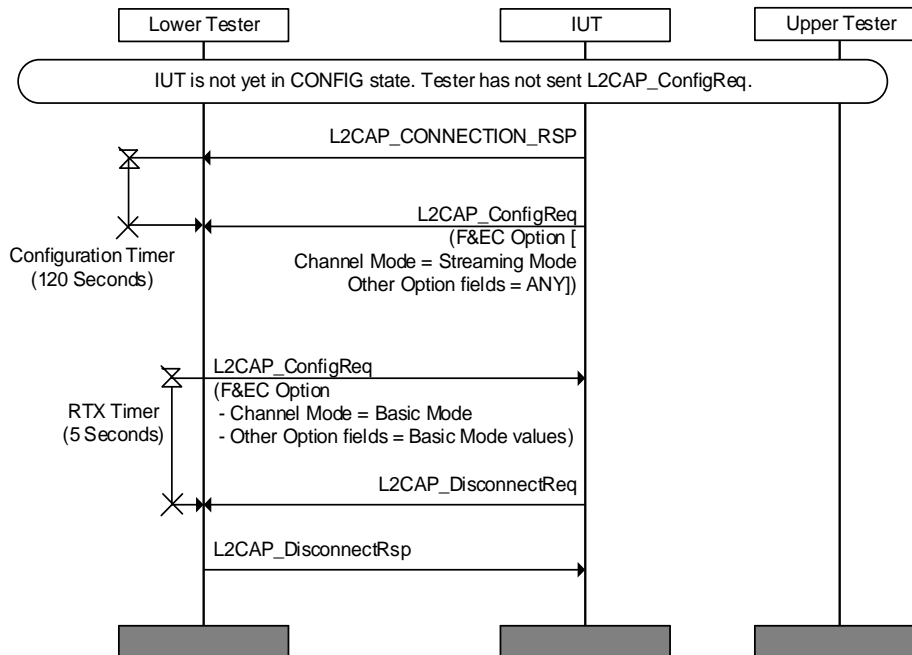 Lower Tester
IUT
Upper Tester
IUT is not yet in CONFIG state. Tester has not sent L2CAP_ConfigReq.
L2CAP_CONNECTION_RSP
L2CAP_ConfigReq
(F&EC Option [
Channel Mode = Streaming Mode
Other Option fields = ANY])
Configuration Timer
(120 Seconds)
L2CAP_ConfigReq
(F&EC Option
- Channel Mode = Basic Mode
- Other Option fields = Basic Mode values)
RTX Timer
(5 Seconds)
L2CAP_DisconnectReq
L2CAP_DisconnectRsp